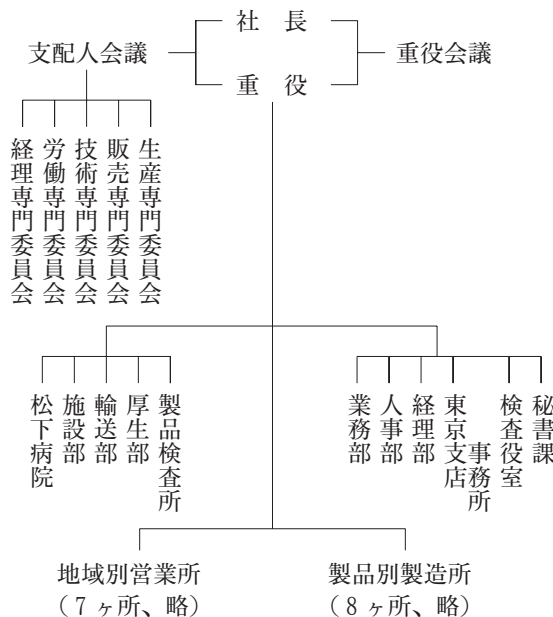 社 長
支配人会議
重役会議
重 役
生産専門委員会
販売専門委員会
技術専門委員会
労働専門委員会
経理専門委員会
秘書課
検査役室
東京支店
事務所
経理部
人事部
業務部
製品検査所
厚生部
輸送部
施設部
松下病院
地域別営業所
(7ヶ所、略)
製品別製造所
(8ヶ所、略)